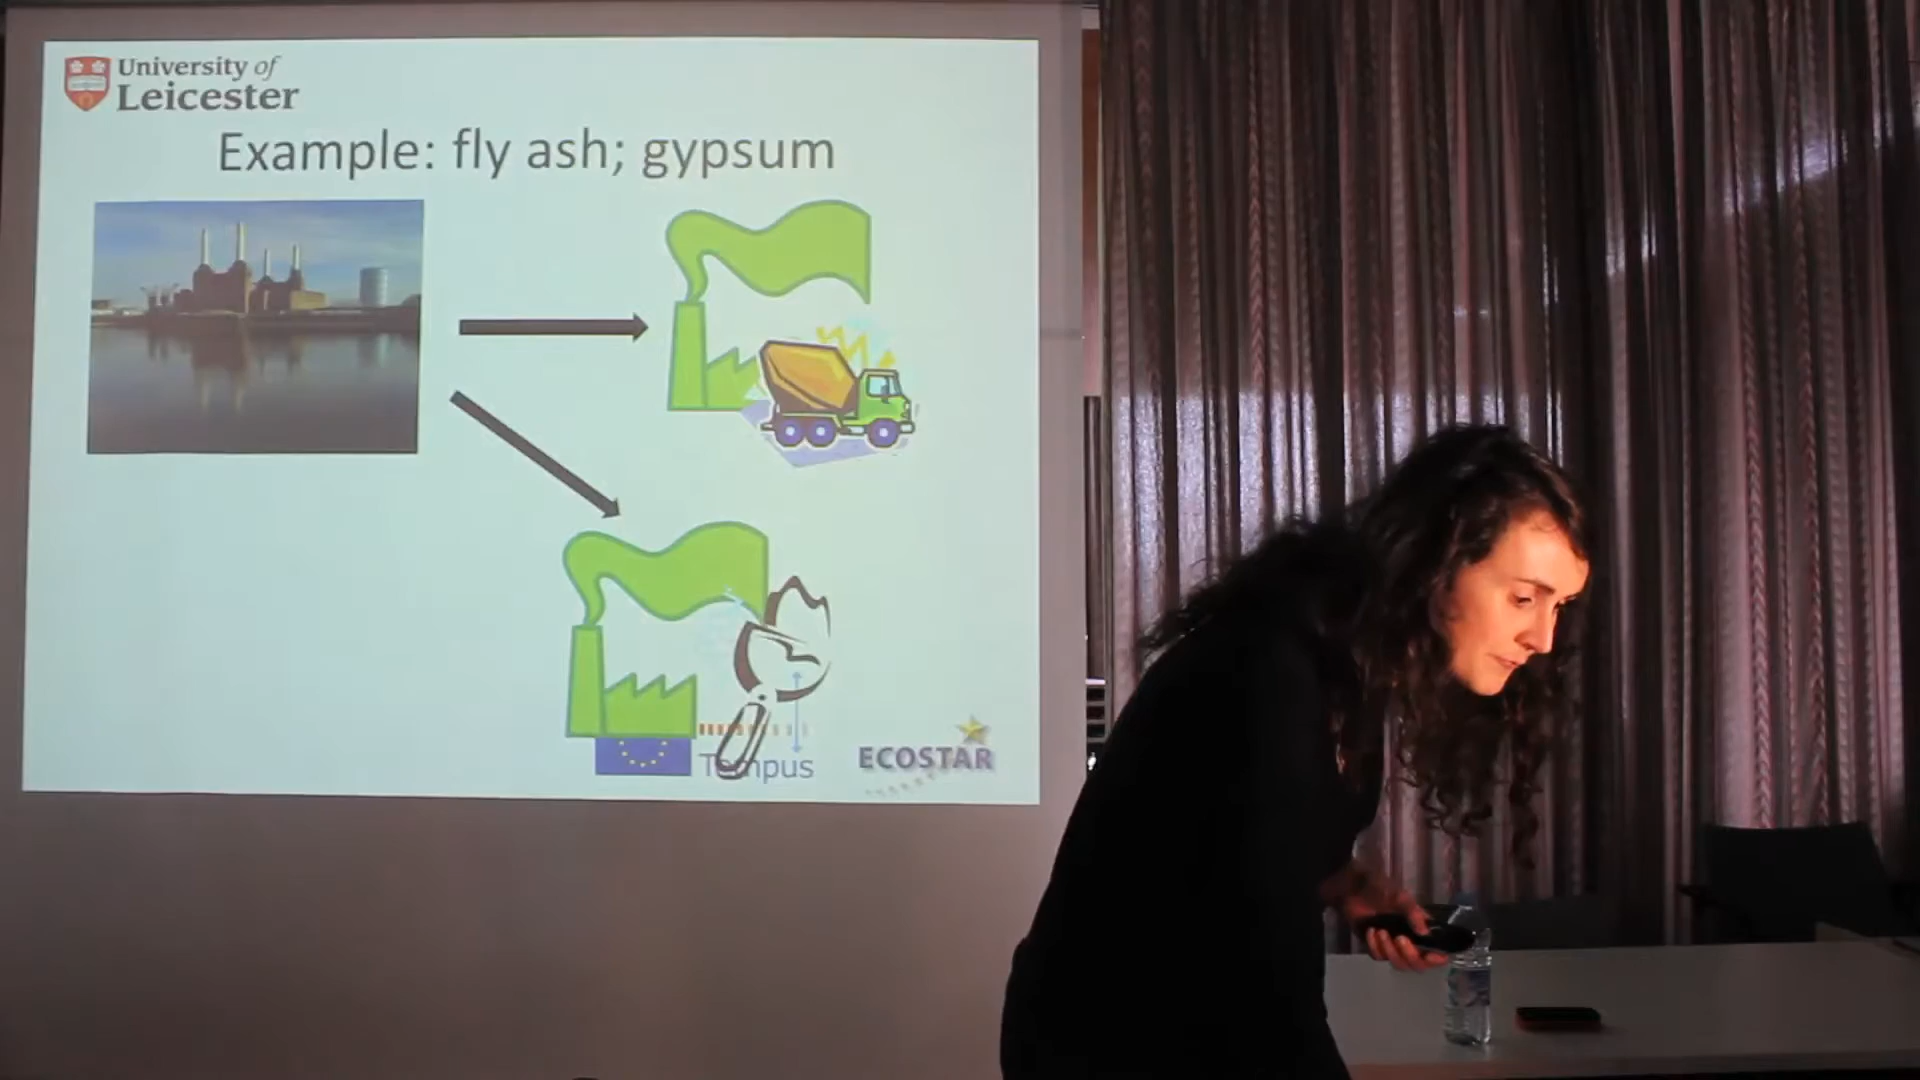 University of
Leicester
Example: fly ash; gypsum
Tempus
ECOSTAR